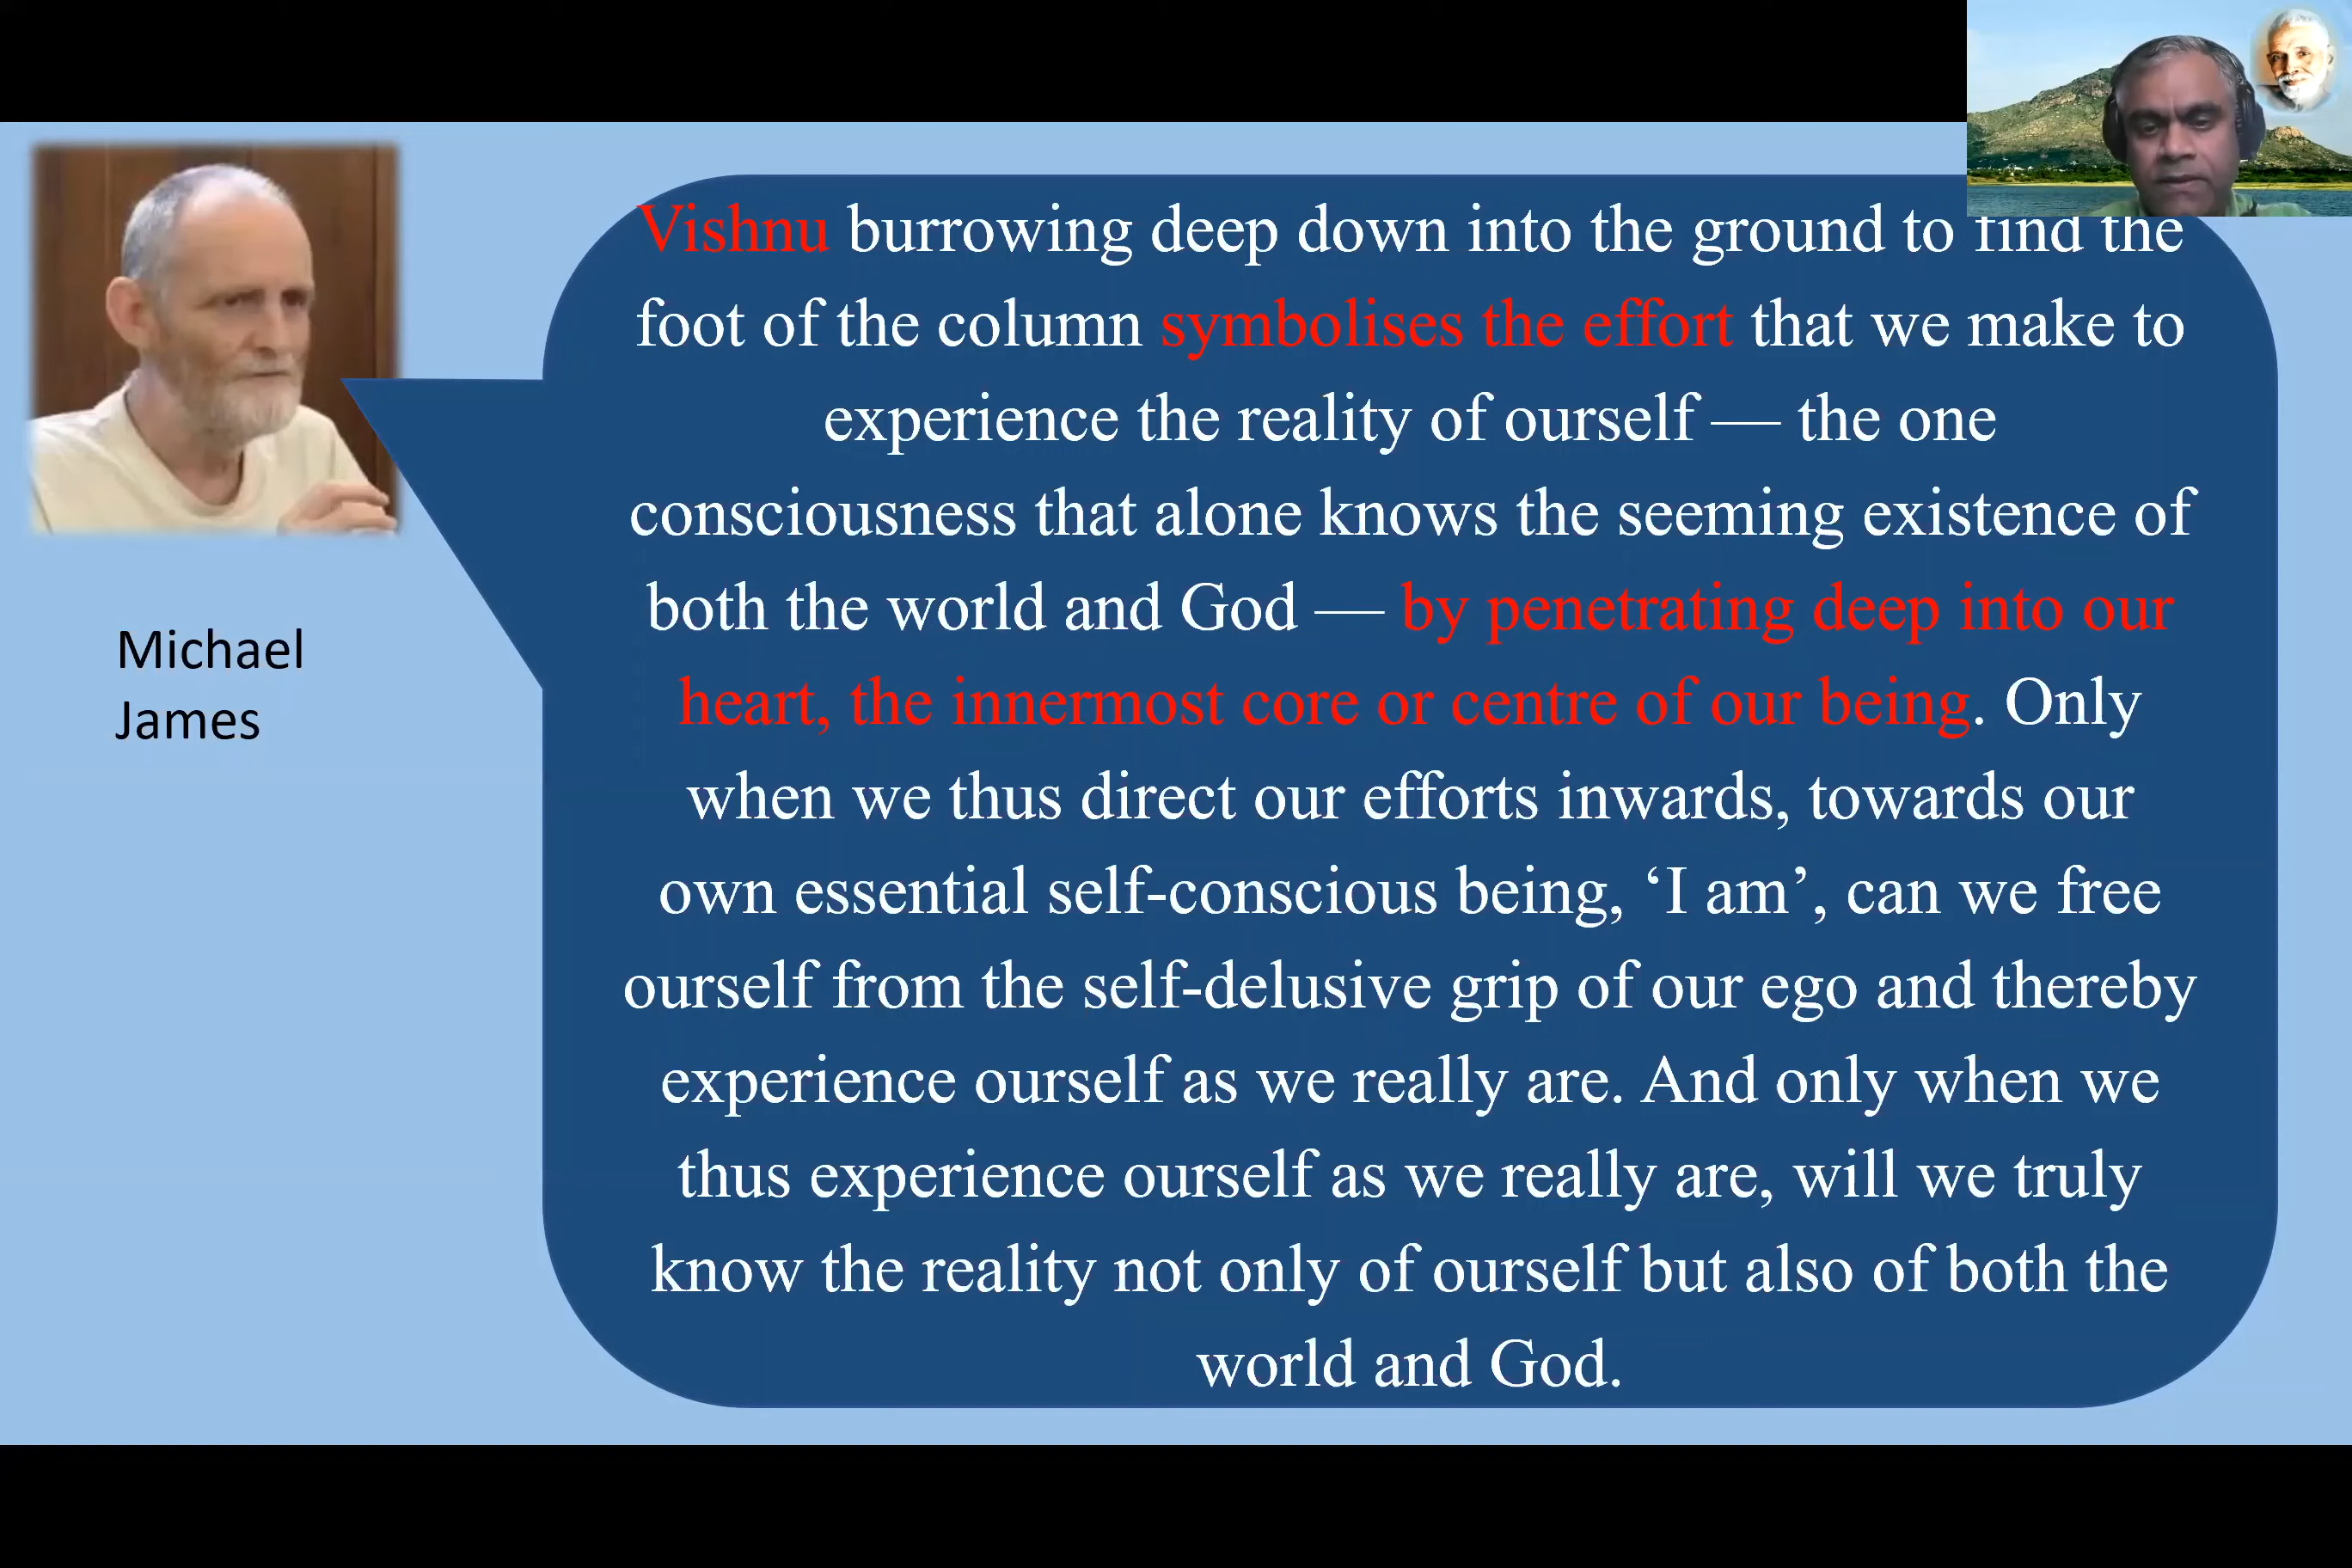 Vishnu burrowing deep down into the ground to find the
foot of the column symbolises the effort that we make to
experience the reality of ourself — the one
consciousness that alone knows the seeming existence of
both the world and God — by penetrating deep into our
heart, the innermost core or centre of our being. Only
when we thus direct our efforts inwards, towards our
own essential self-conscious being, ‘I am’, can we free
ourself from the self-delusive grip of our ego and thereby
experience ourself as we really are. And only when we
thus experience ourself as we really are, will we truly
know the reality not only of ourself but also of both the
world and God.
Michael
James